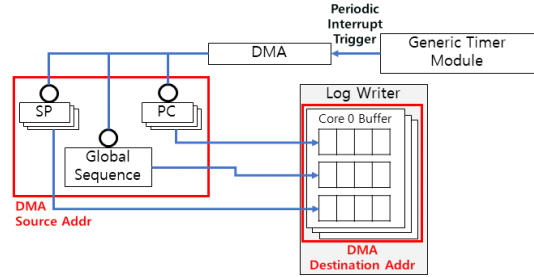 Periodic
Interrupt
Trigger
Generic Timer
Module
DMA
SP
PC
Global
Sequence
DMA
Source Addr
Log Writer
Core 0 Buffer
DMA
Destination Addr